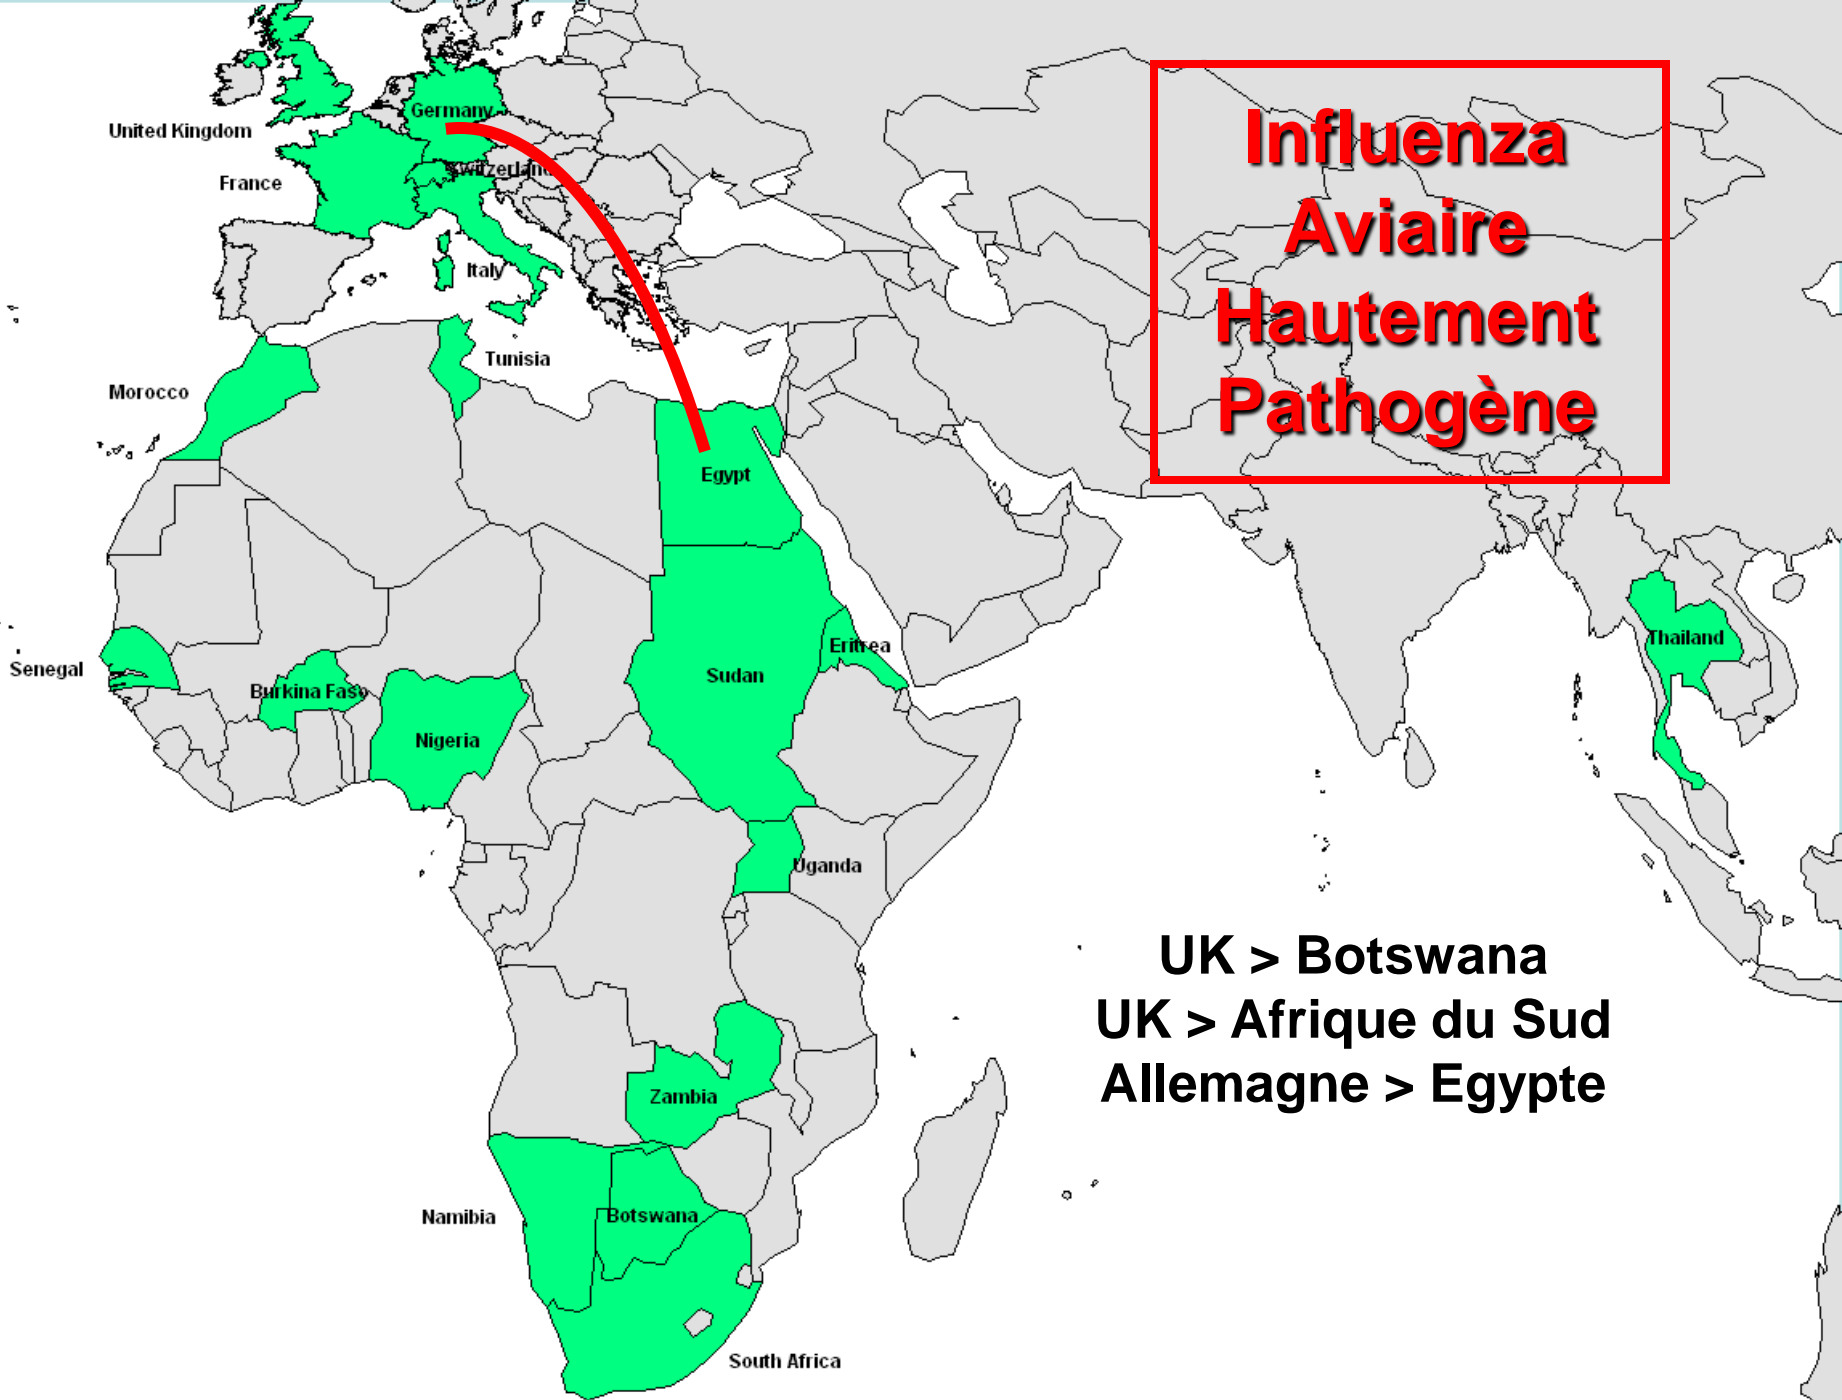 Germany
United Kingdom
Switzerland
France
Italy
Tunisia
Morocco
Egypt
Influenza
Aviaire
Hautement
Pathogène
Senegal
Burkina Faso
Nigeria
Sudan
Eritrea
Thailand
Uganda
UK > Botswana
UK > Afrique du Sud
Allemagne > Egypte
Zambia
Namibia
Botswana
South Africa